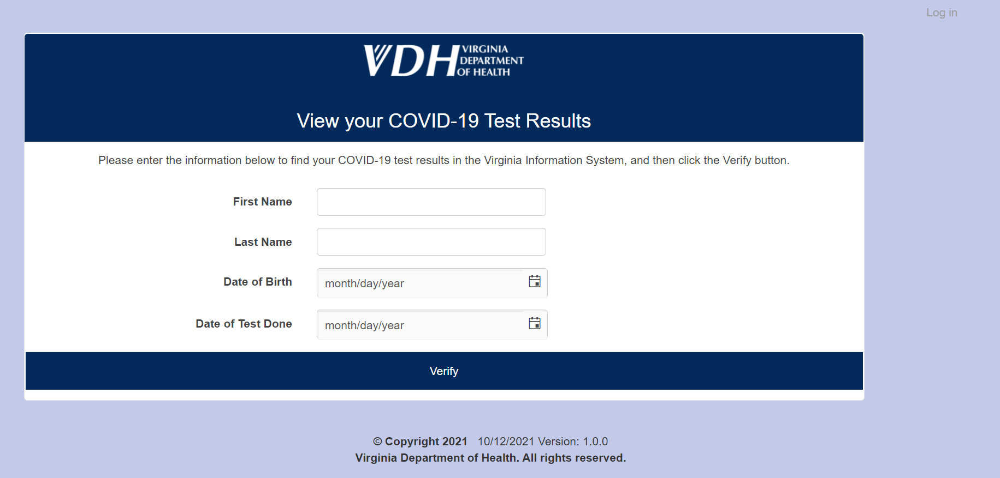 Log in
VDH VIRGINIA
DEPARTMENT
OF HEALTH
View your COVID-19 Test Results
Please enter the information below to find your COVID-19 test results in the Virginia Information System, and then click the Verify button.
First Name
Last Name
Date of Birth month/day/year
Date of Test Done month/day/year
Verify
© Copyright 2021 10/12/2021 Version: 1.0.0
Virginia Department of Health. All rights reserved.